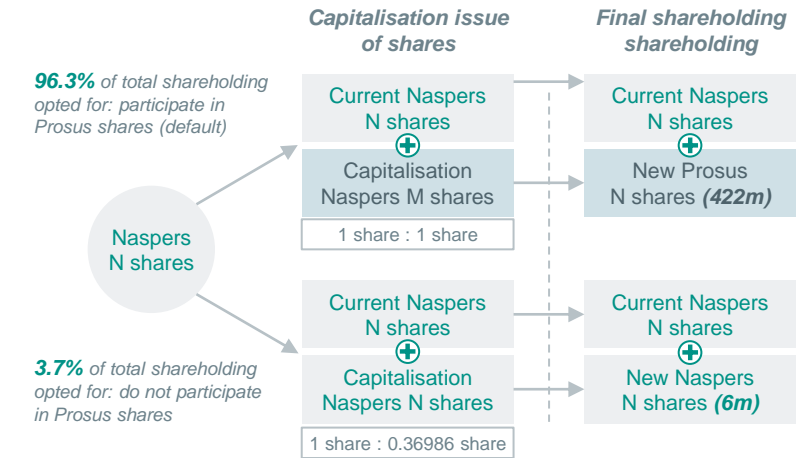 Capitalisation issue
of shares
Final shareholding
shareholding
96.3% of total shareholding
opted for: participate in
Prosus shares (default)
Current Naspers
N shares
Current Naspers
N shares
Capitalisation
Naspers M shares
New Prosus
N shares (422m)
1 share : 1 share
Naspers
N shares
Current Naspers
N shares
Current Naspers
N shares
3.7% of total shareholding
opted for: do not participate
in Prosus shares
Capitalisation
Naspers N shares
New Naspers
N shares (6m)
1 share : 0.36986 share